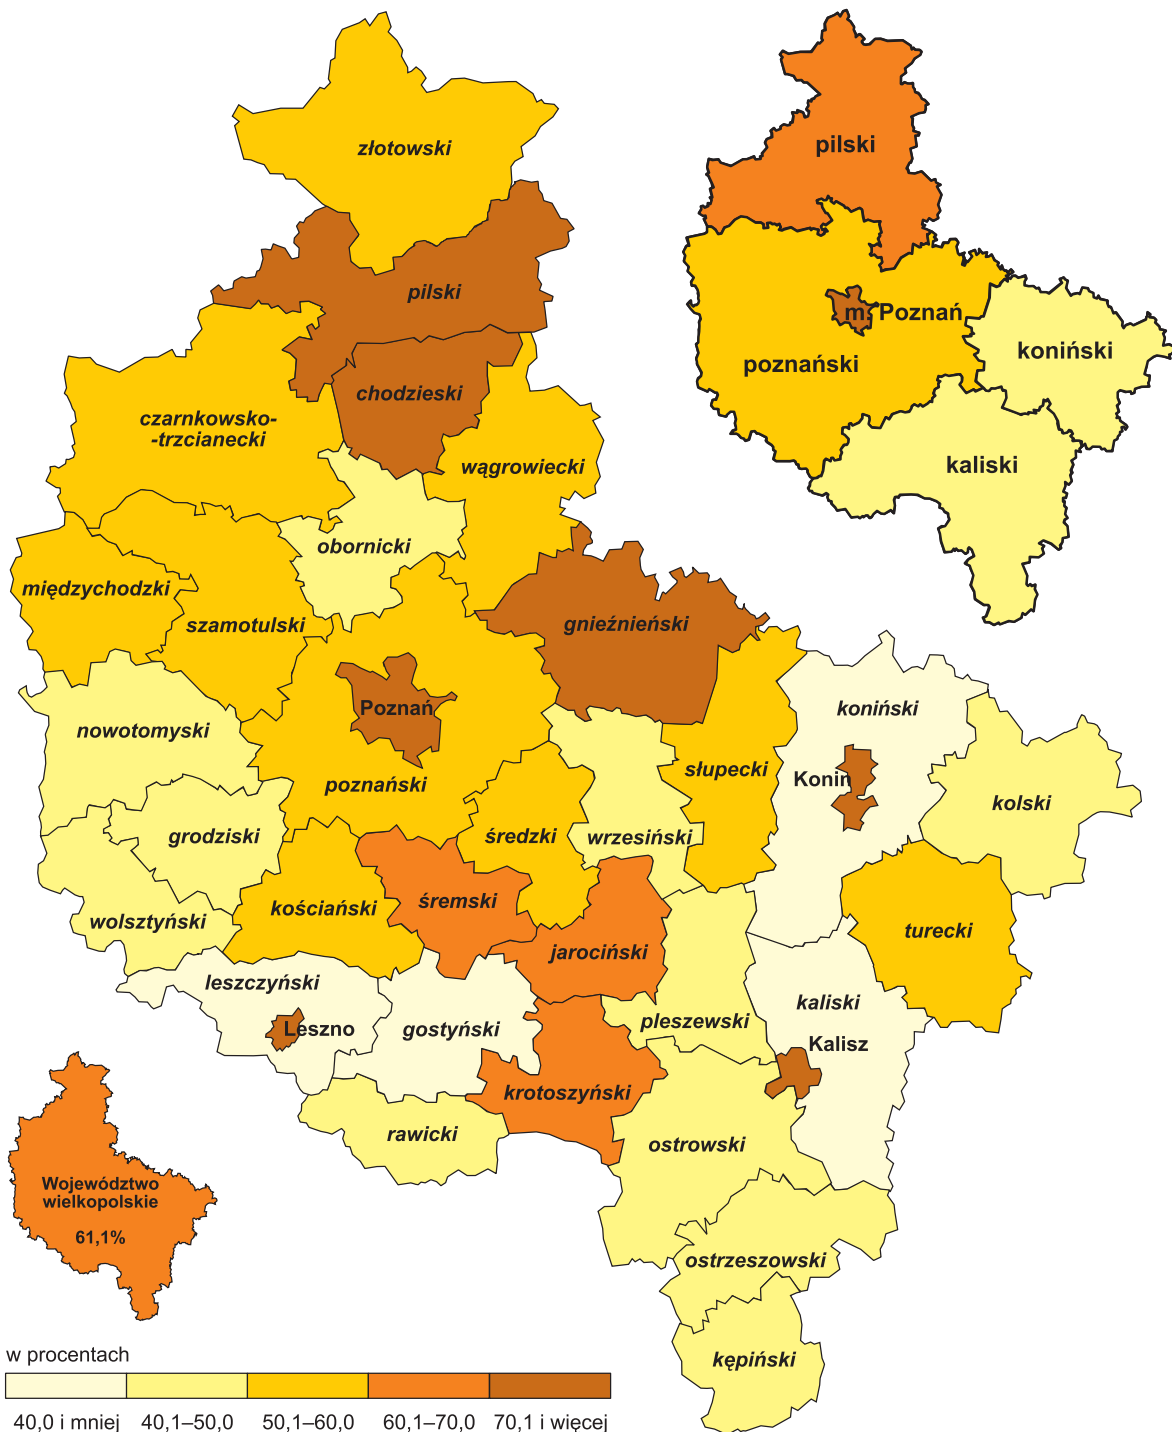 złotowski
pilski
chodzieski
czarnkowsko-
-trzcianecki
wągrowiecki
obornicki
międzychodzki
szamotulski
gnieźnieński
Poznań
nowotomyski
poznański
słupecki
koniński
Konin
kolski
grodziski
średzki
wrzesiński
wolsztyński
kościański
śremski
jarociński
turecki
leszczyński
Leszno
gostyński
pleszewski
kaliski
Kalisz
krotoszyński
rawicki
ostrowski
ostrzeszowski
kępiński
pilski
m. Poznań
poznański
koniński
kaliski
Województwo
wielkopolskie
61,1%
w procentach
40,0 i mniej 40,1–50,0 50,1–60,0 60,1–70,0 70,1 i więcej